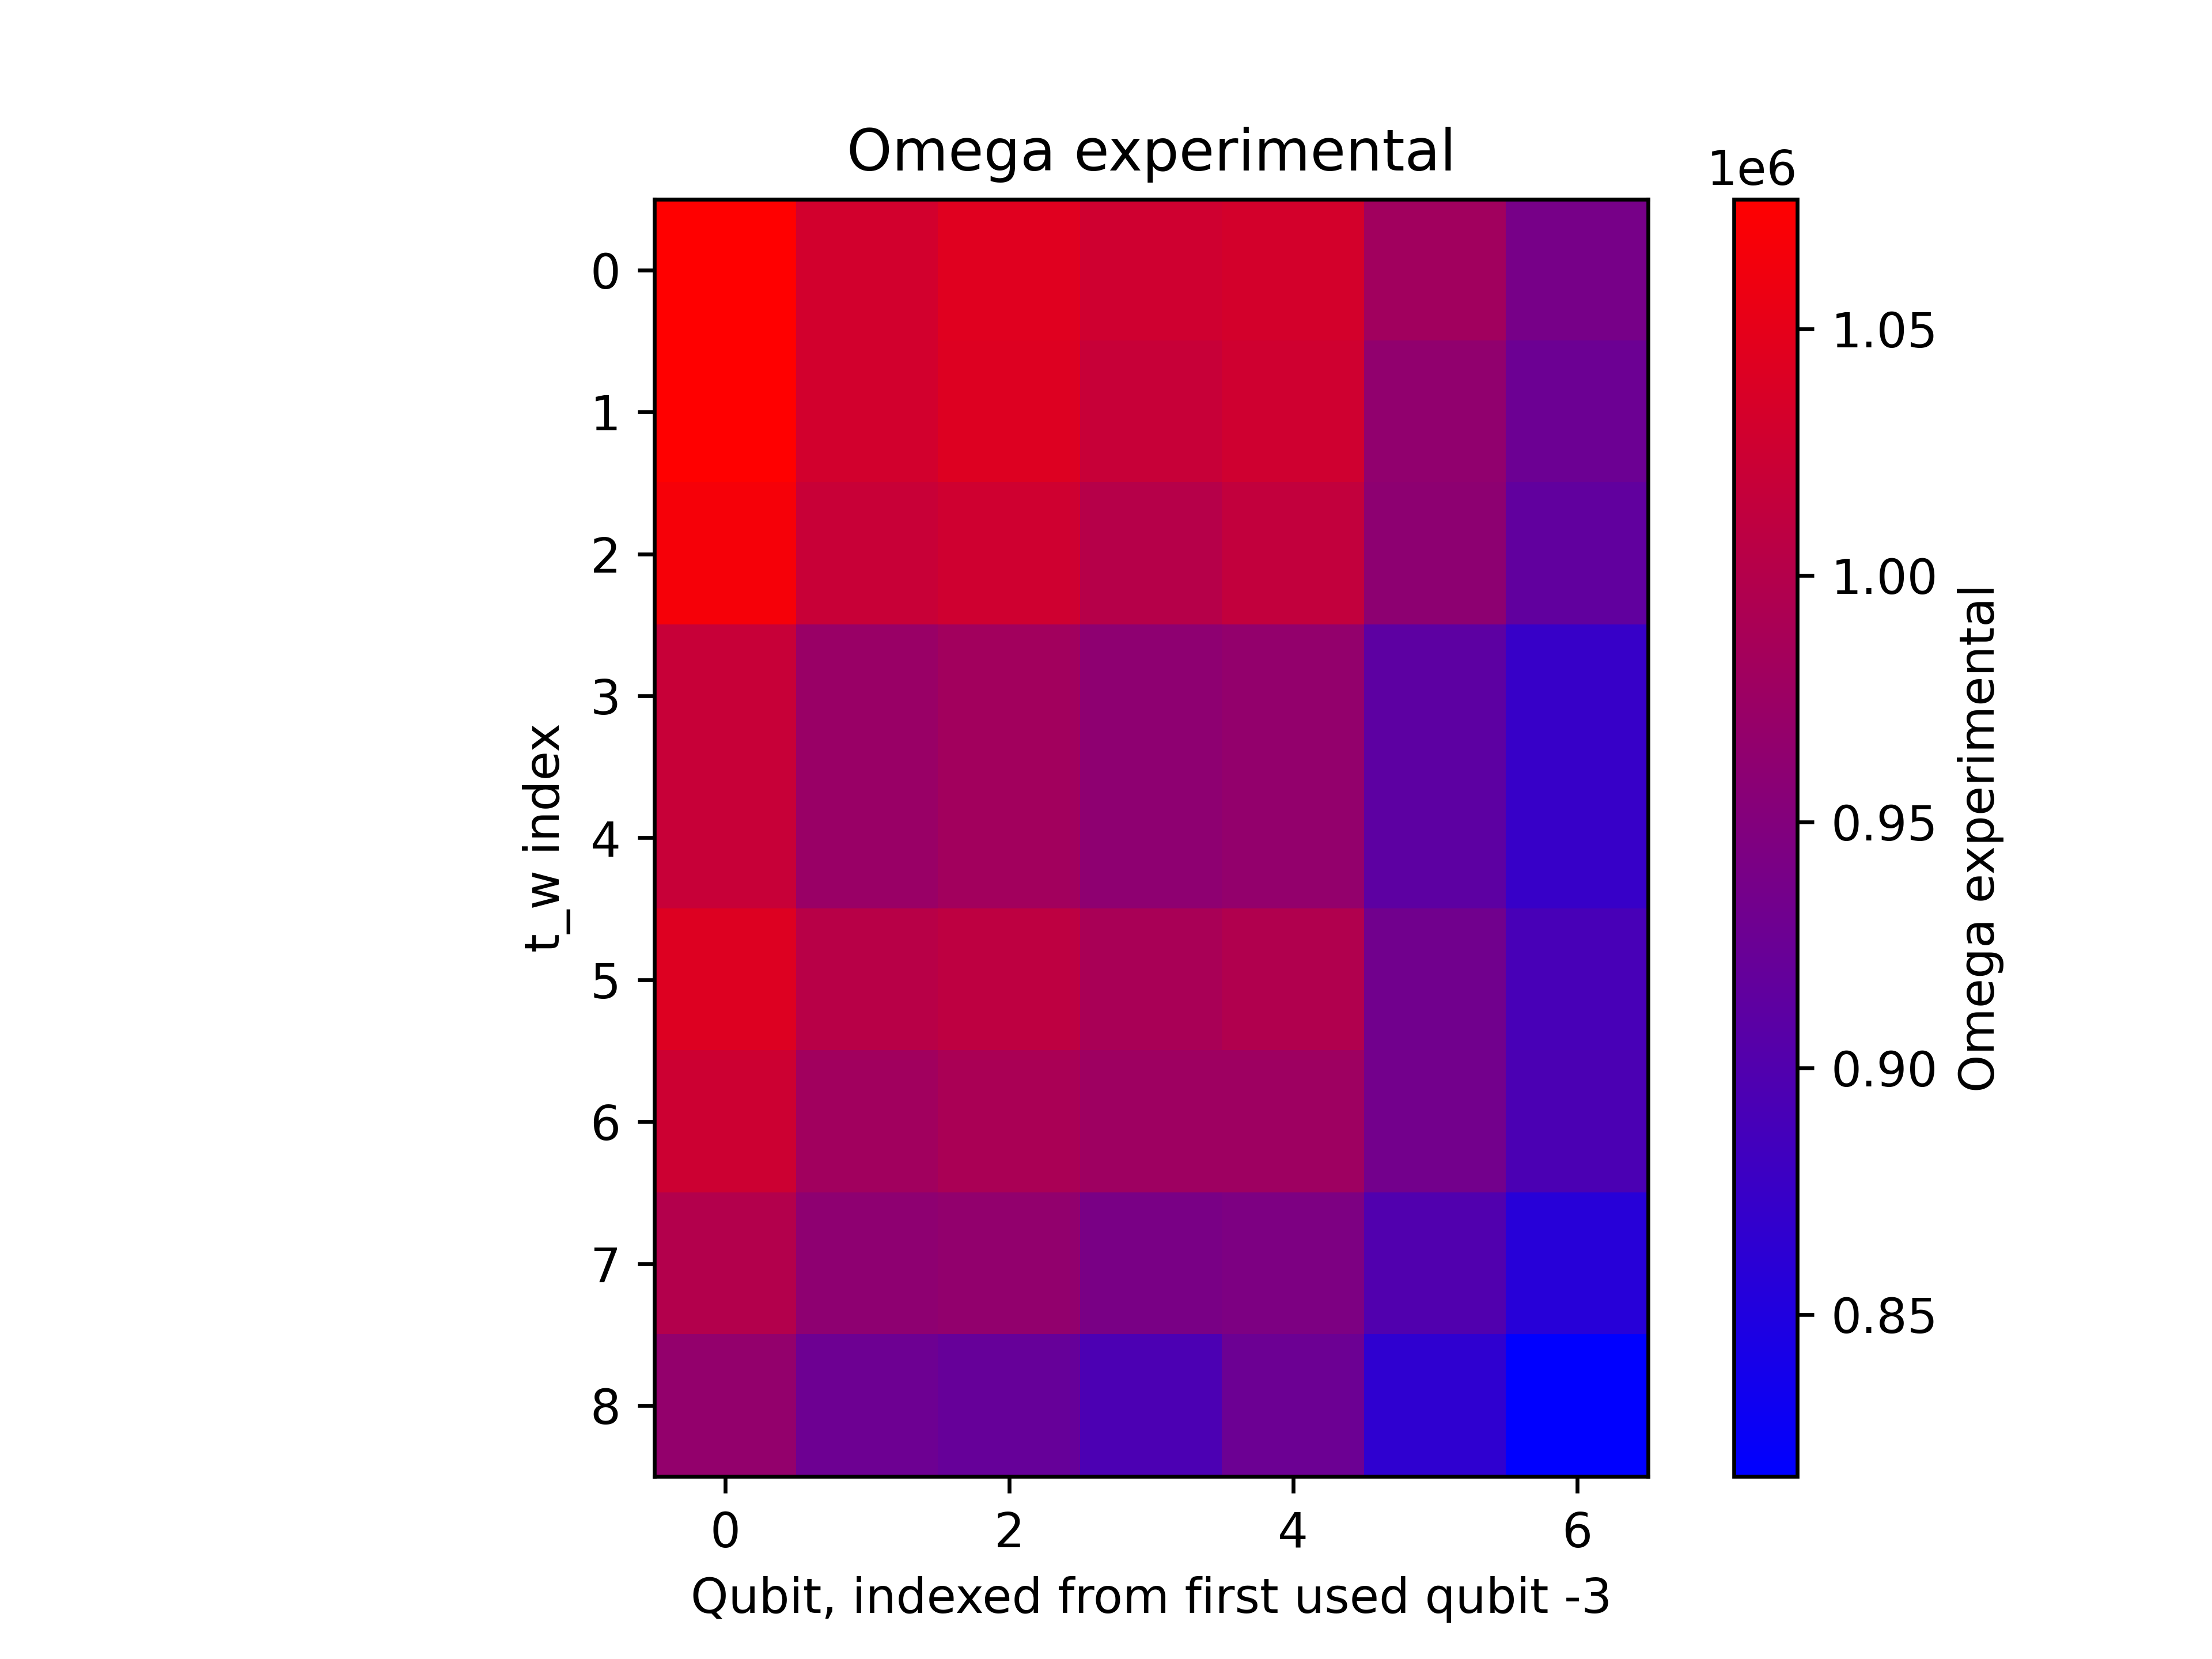 Omega experimental
1e6
0
1
2
3
4
5
6
7
8
t_w index
0 2 4 6
Qubit, indexed from first used qubit -3
1.05
1.00
0.95
0.90
0.85
Omega experimental